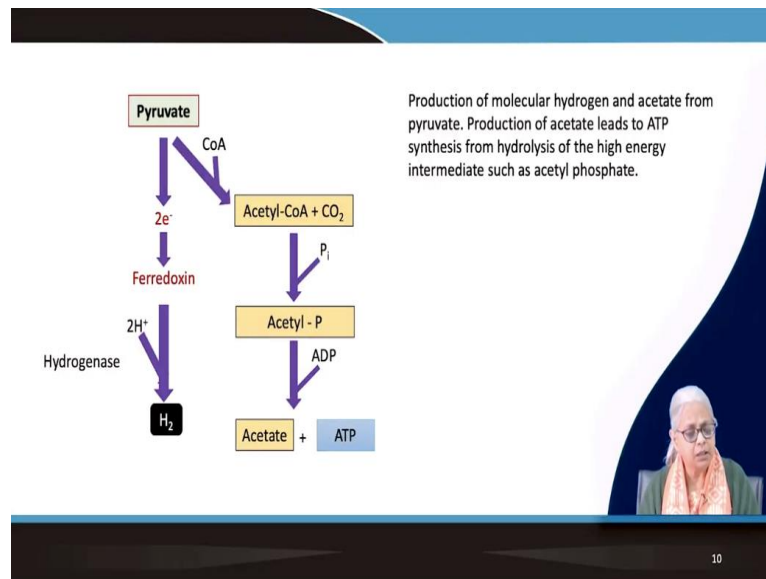 Pyruvate
CoA
2e-
Acetyl-CoA + CO2
Pi
Ferredoxin
2H+
Acetyl - P
Hydrogenase
ADP
H2
Acetate + ATP
Production of molecular hydrogen and acetate from
pyruvate. Production of acetate leads to ATP
synthesis from hydrolysis of the high energy
intermediate such as acetyl phosphate.
10